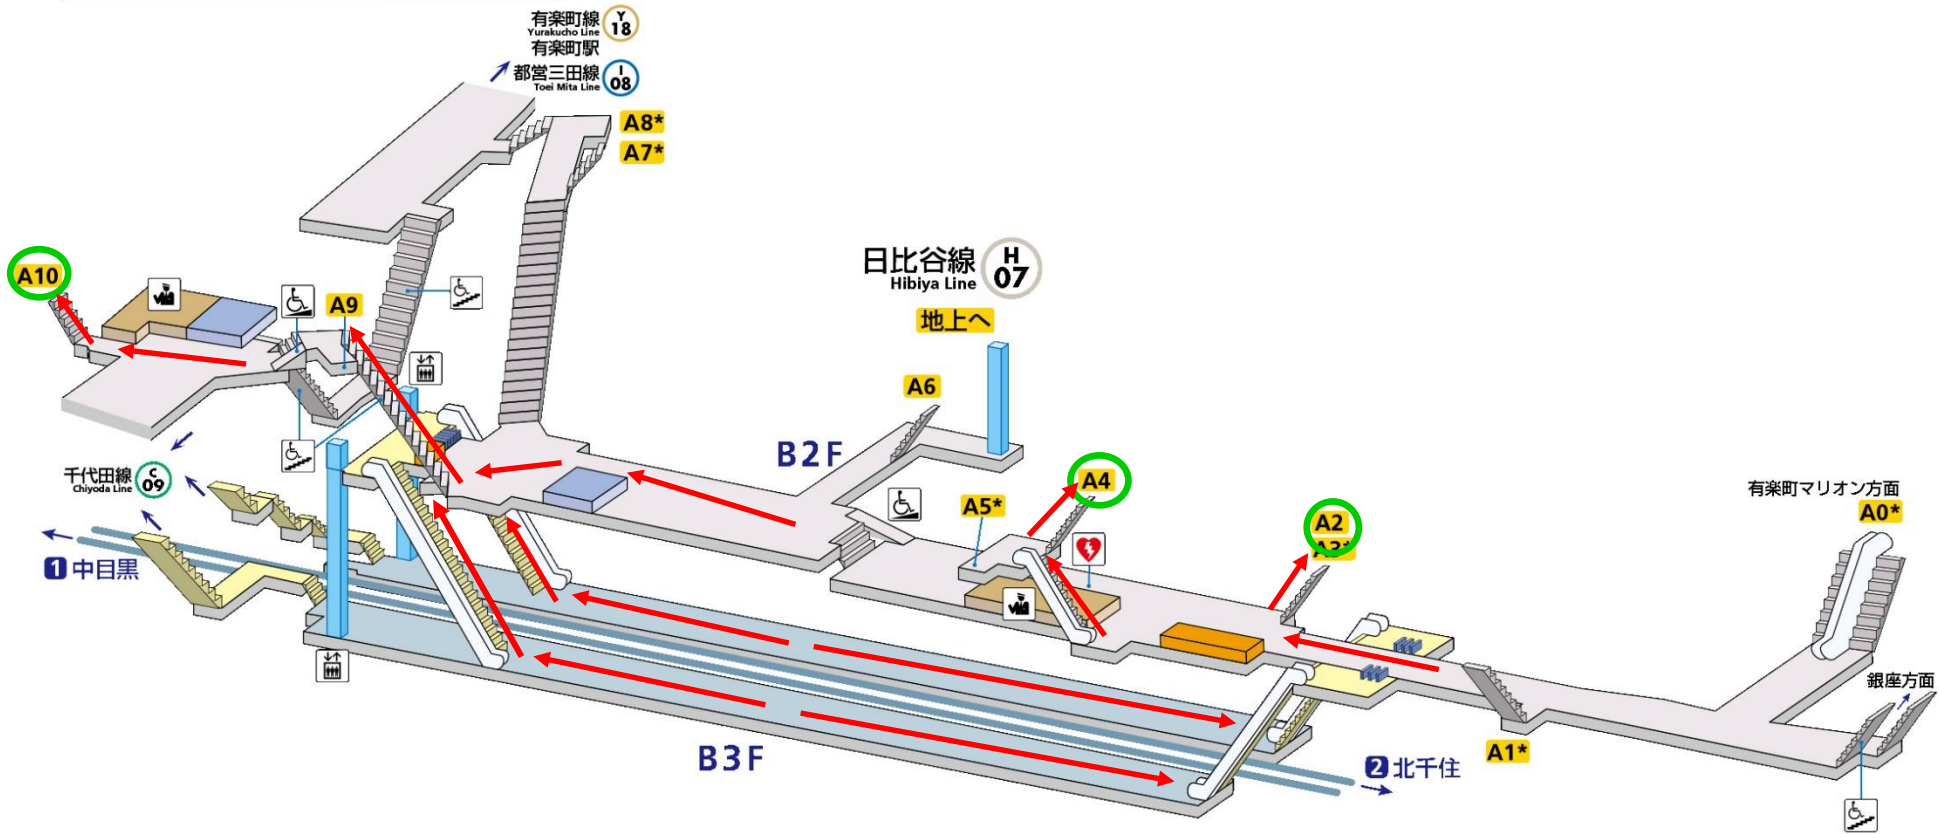 有楽町線 Y 18
Yurakucho Line
有楽町駅
都営三田線 I 08
Toei Mita Line
A8*
A7*
A10
A9
日比谷線 H 07
Hibiya Line
地上へ
A6
B2F
千代田線 C 09
Chiyoda Line
A4
A5*
A2
A3*
有楽町マリオン方面
A0*
1 中目黒
銀座方面
B3F
A1*
2 北千住